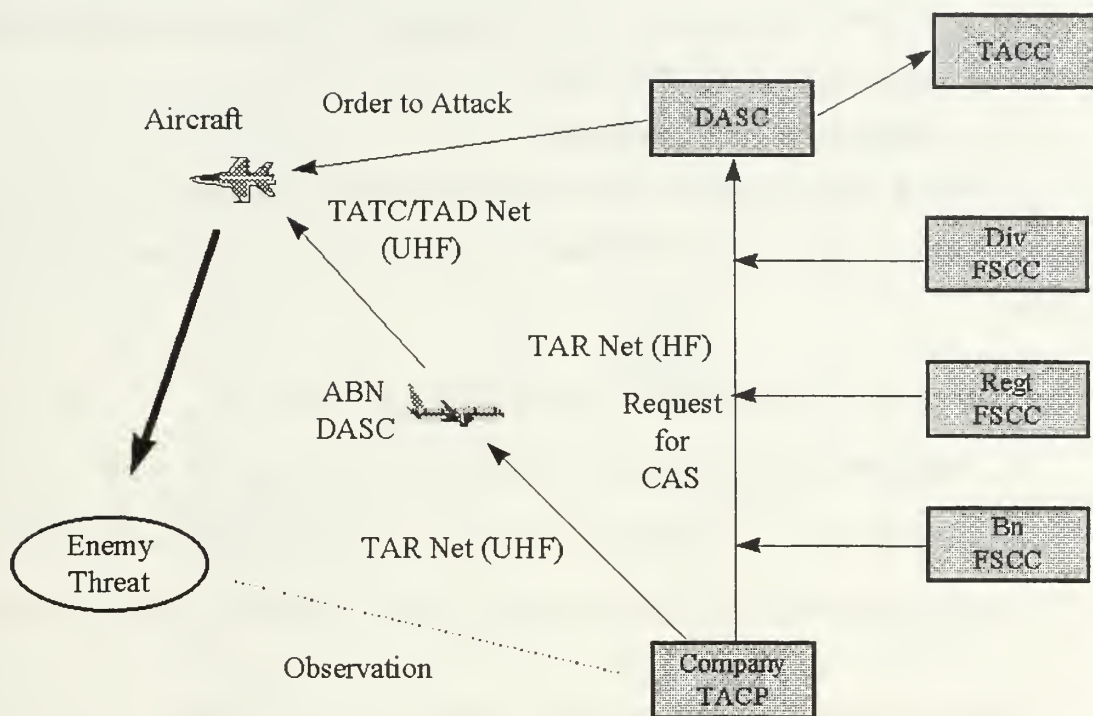 TACC
Order to Attack
DASC
Aircraft
TATC/TAD Net
(UHF)
Div
FSCC
TAR Net (HF)
ABN
DASC
Request
for
CAS
Regt
FSCC
Enemy
Threat
TAR Net (UHF)
Bn
FSCC
Observation
Company
TACP